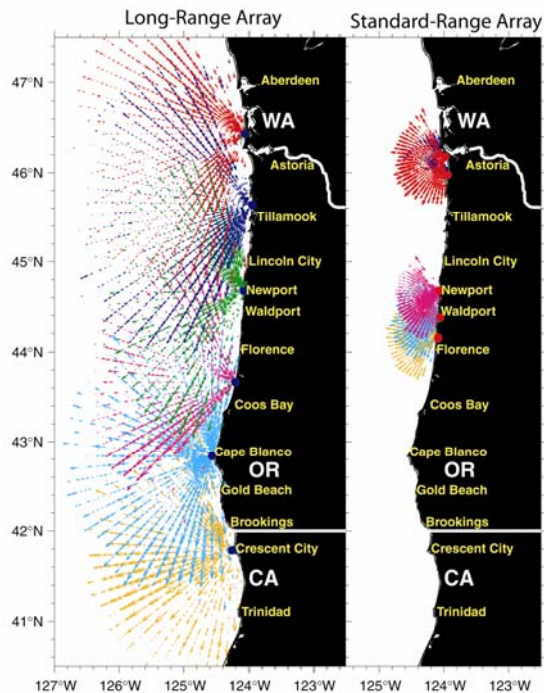 Long-Range Array
Standard-Range Array
47°N
46°N
45°N
44°N
43°N
42°N
41°N
Aberdeen
WA
Astoria
Tillamook
Lincoln City
Newport
Waldport
Florence
Coos Bay
Cape Blanco
OR
Gold Beach
Brookings
Crescent City
CA
Trinidad
127°W 126°W 125°W 124°W 123°W
Aberdeen
WA
Astoria
Tillamook
Lincoln City
Newport
Waldport
Florence
Coos Bay
Cape Blanco
OR
Gold Beach
Brookings
Crescent City
CA
Trinidad
125°W 124°W 123°W